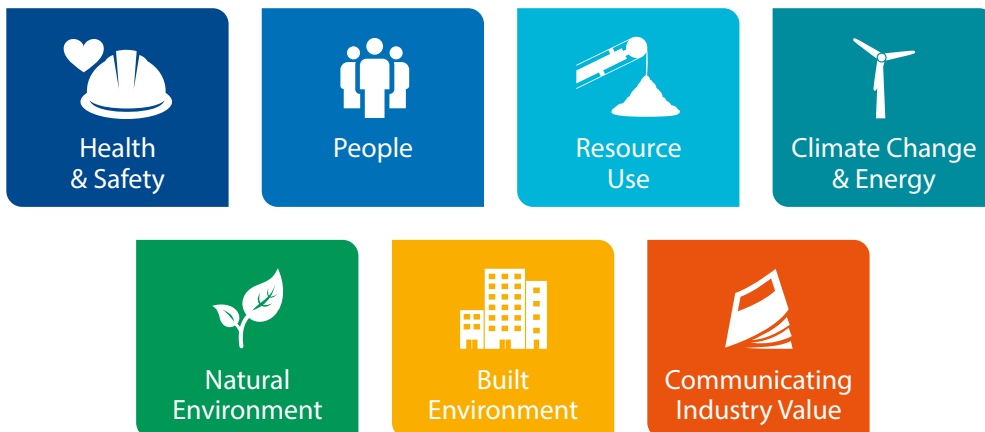 Health
& Safety
People
Resource
Use
Climate Change
& Energy
Natural
Environment
Built
Environment
Communicating
Industry Value